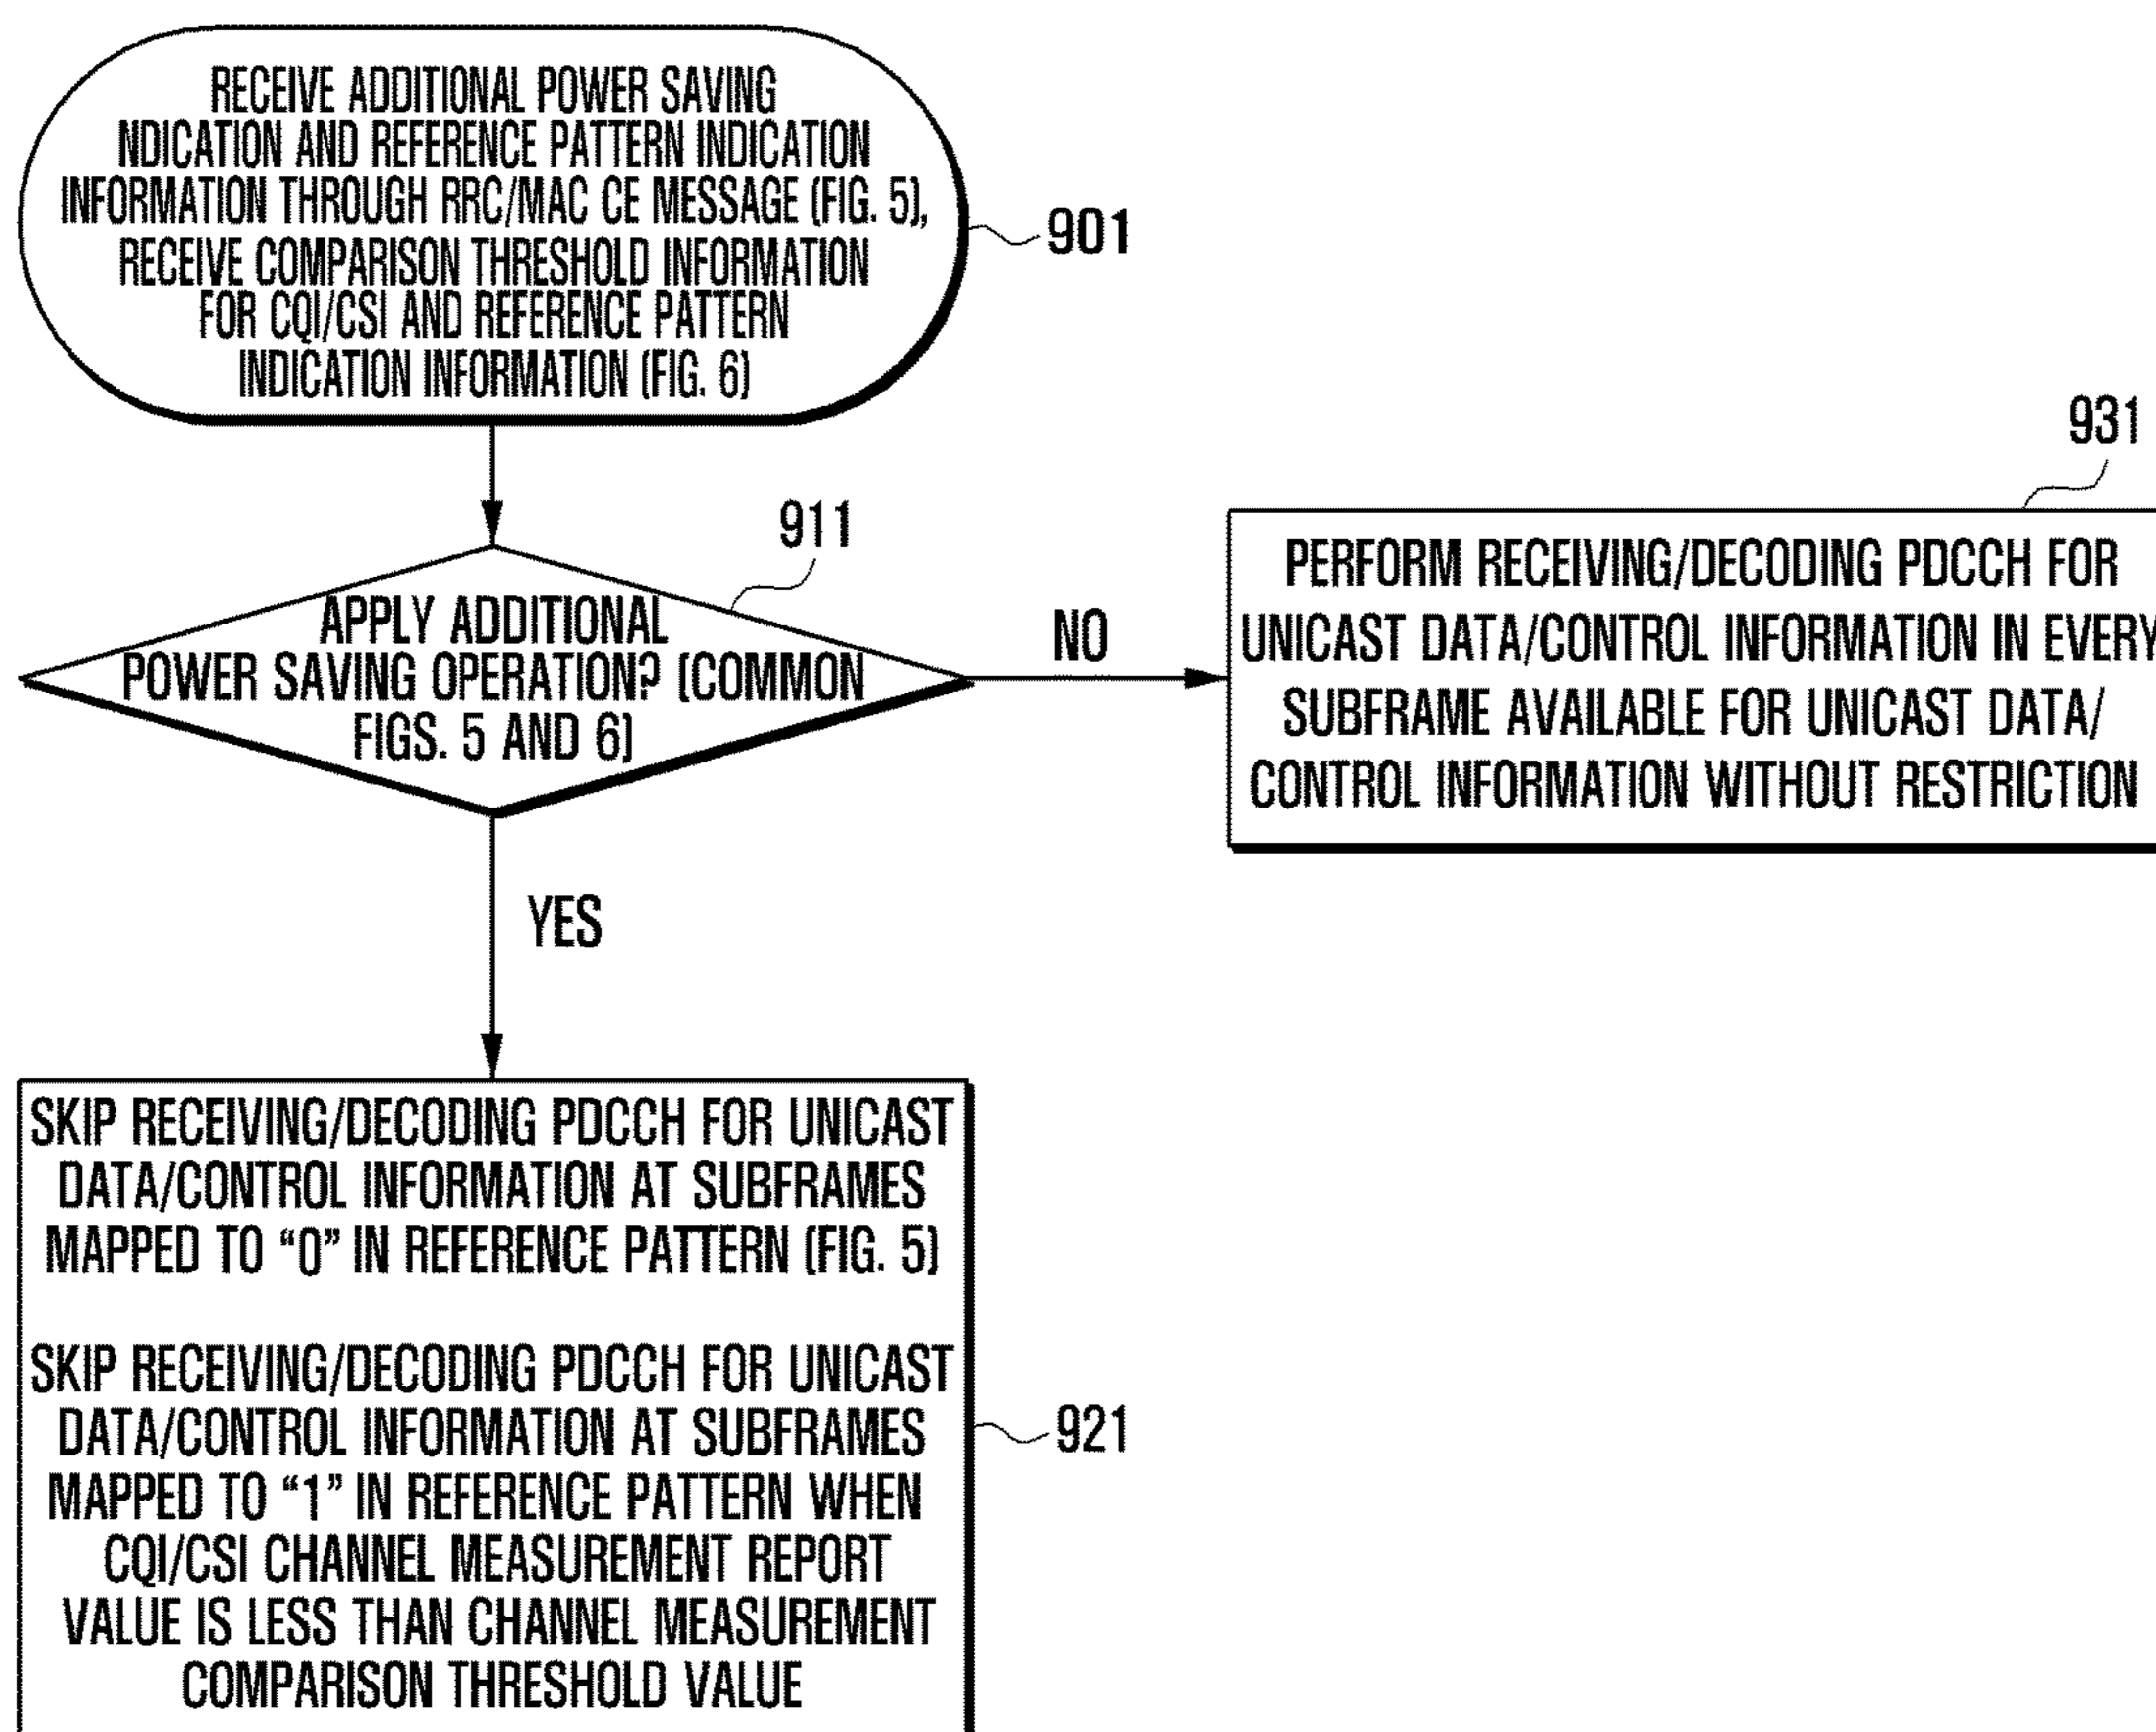 RECEIVE ADDITIONAL POWER SAVING
NDICATION AND REFERENCE PATTERN INDICATION
INFORMATION THROUGH RRC/MAC CE MESSAGE (FIG. 5),
RECEIVE COMPARISON THRESHOLD INFORMATION
FOR CQI/CSI AND REFERENCE PATTERN
INDICATION INFORMATION (FIG. 6)
901
911
APPLY ADDITIONAL
POWER SAVING OPERATION? (COMMON
FIGS. 5 AND 6)
NO
931
PERFORM RECEIVING/DECODING PDCCH FOR
UNICAST DATA/CONTROL INFORMATION IN EVERY
SUBFRAME AVAILABLE FOR UNICAST DATA/
CONTROL INFORMATION WITHOUT RESTRICTION
YES
SKIP RECEIVING/DECODING PDCCH FOR UNICAST
DATA/CONTROL INFORMATION AT SUBFRAMES
MAPPED TO “0” IN REFERENCE PATTERN (FIG. 5)
SKIP RECEIVING/DECODING PDCCH FOR UNICAST
DATA/CONTROL INFORMATION AT SUBFRAMES
MAPPED TO “1” IN REFERENCE PATTERN WHEN
CQI/CSI CHANNEL MEASUREMENT REPORT
VALUE IS LESS THAN CHANNEL MEASUREMENT
COMPARISON THRESHOLD VALUE
921